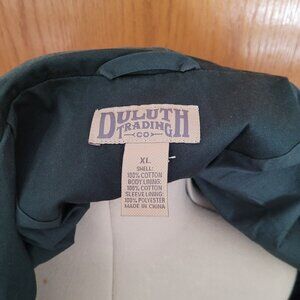 DULUTH
TRADING
CO
XL
SHELL:
100% COTTON
BODY LINING:
100% COTTON
SLEEVE LINING:
100% POLYESTER
MADE IN CHINA